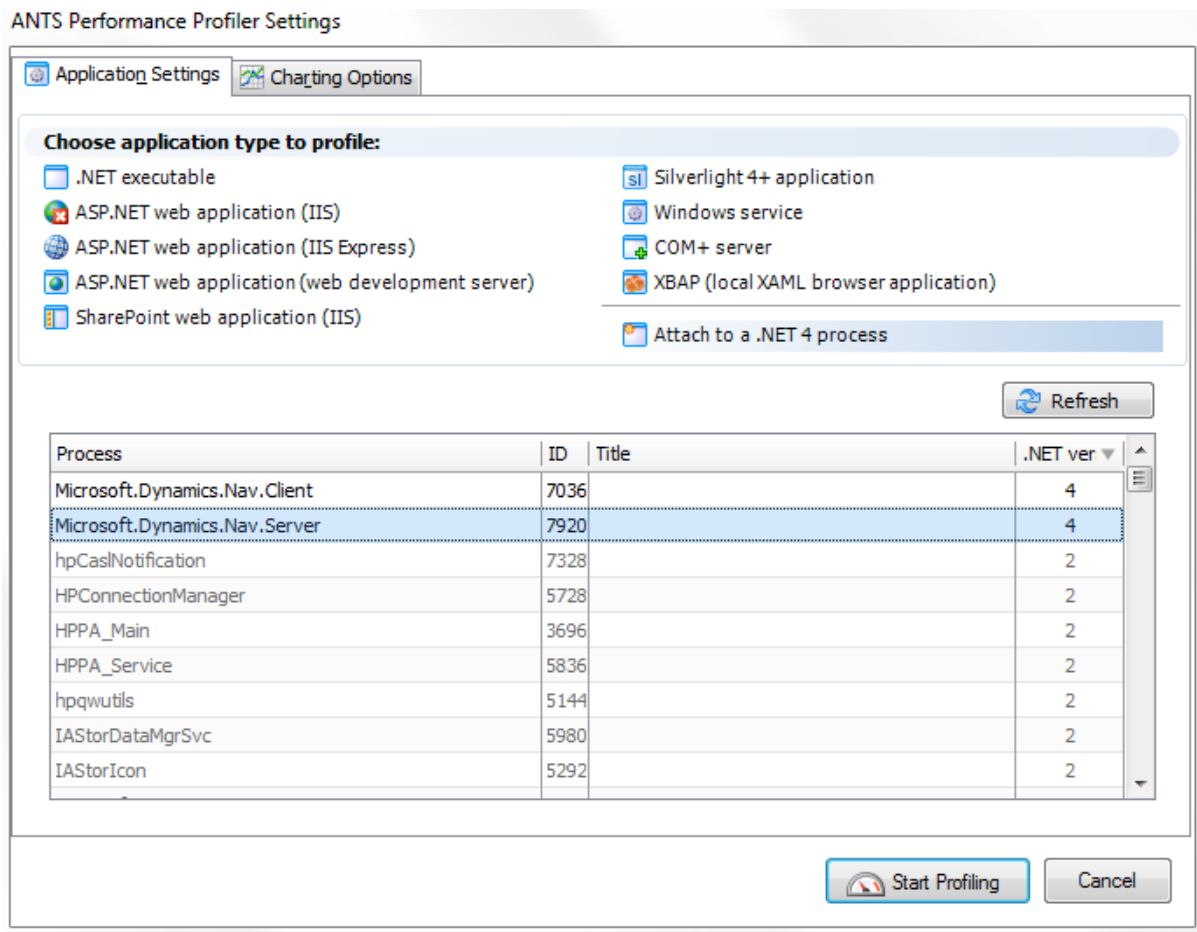 ANTS Performance Profiler Settings
Application Settings Charting Options
Choose application type to profile:
.NET executable
ASP.NET web application (IIS)
ASP.NET web application (IIS Express)
ASP.NET web application (web development server)
SharePoint web application (IIS)
Silverlight 4+ application
Windows service
COM+ server
XBAP (local XAML browser application)
Attach to a .NET 4 process
Refresh
Process ID Title .NET ver
Microsoft.Dynamics.Nav.Client 7036 4
Microsoft.Dynamics.Nav.Server 7920 4
hpCaslNotification 7328 2
HPConnectionManager 5728 2
HPPA_Main 3696 2
HPPA_Service 5836 2
hpqwutils 5144 2
IAStorDataMgrSvc 5980 2
IAStorIcon 5292 2
Start Profiling Cancel